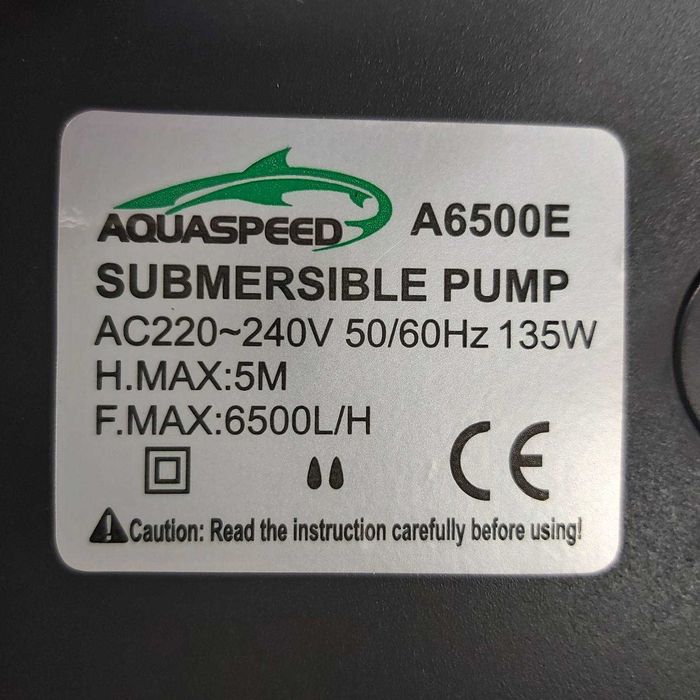 AQUASPEED A6500E
SUBMERSIBLE PUMP
AC220~240V 50/60Hz 135W
H.MAX:5M
F.MAX:6500L/H
CE
Caution: Read the instruction carefully before using!